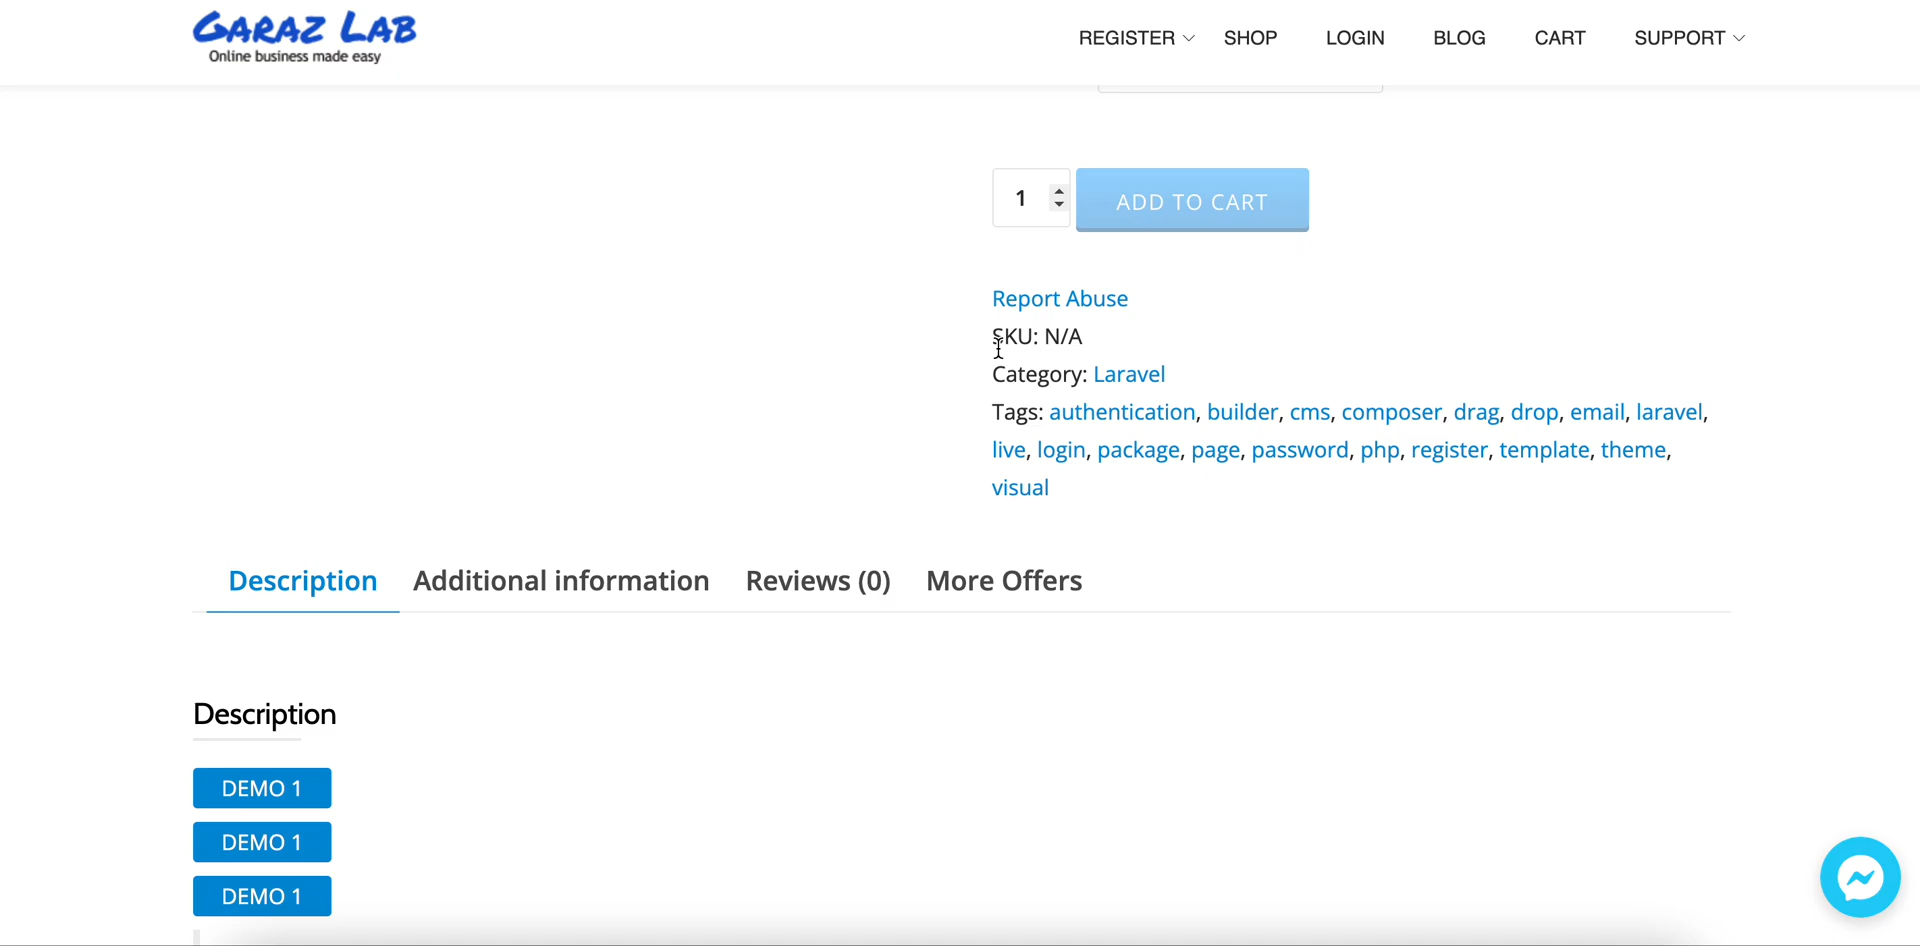 GARAZ LAB
Online business made easy
REGISTER SHOP LOGIN BLOG CART SUPPORT
1 ADD TO CART
Report Abuse
SKU: N/A
Category: Laravel
Tags: authentication, builder, cms, composer, drag, drop, email, laravel,
live, login, package, page, password, php, register, template, theme,
visual
Description Additional information Reviews (0) More Offers
Description
DEMO 1
DEMO 1
DEMO 1